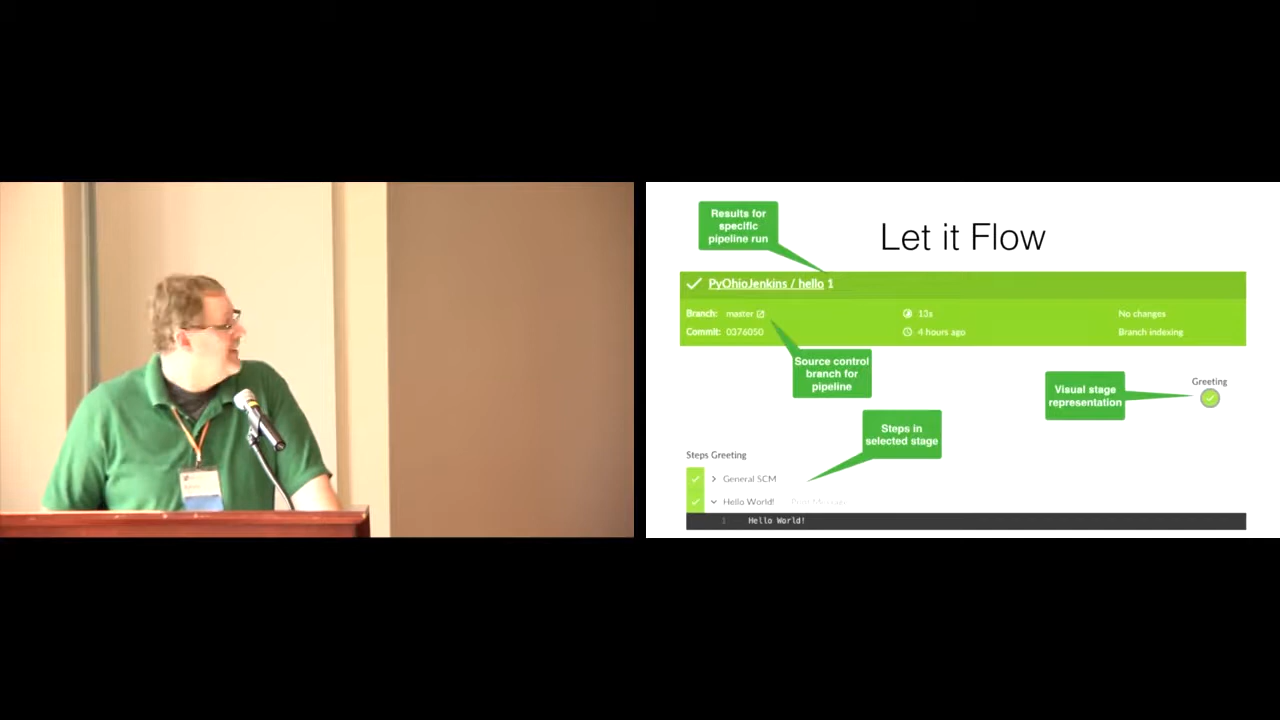 Results for
specific
pipeline run
Let it Flow
PyOhioJenkins / hello 1
Branch: master 13s No changes
Commit: 0376050 4 hours ago Branch indexing
Source control
branch for
pipeline
Visual stage
representation
Greeting
Steps in
selected stage
Steps Greeting
General SCM
Hello World! Print Message
1 Hello World!